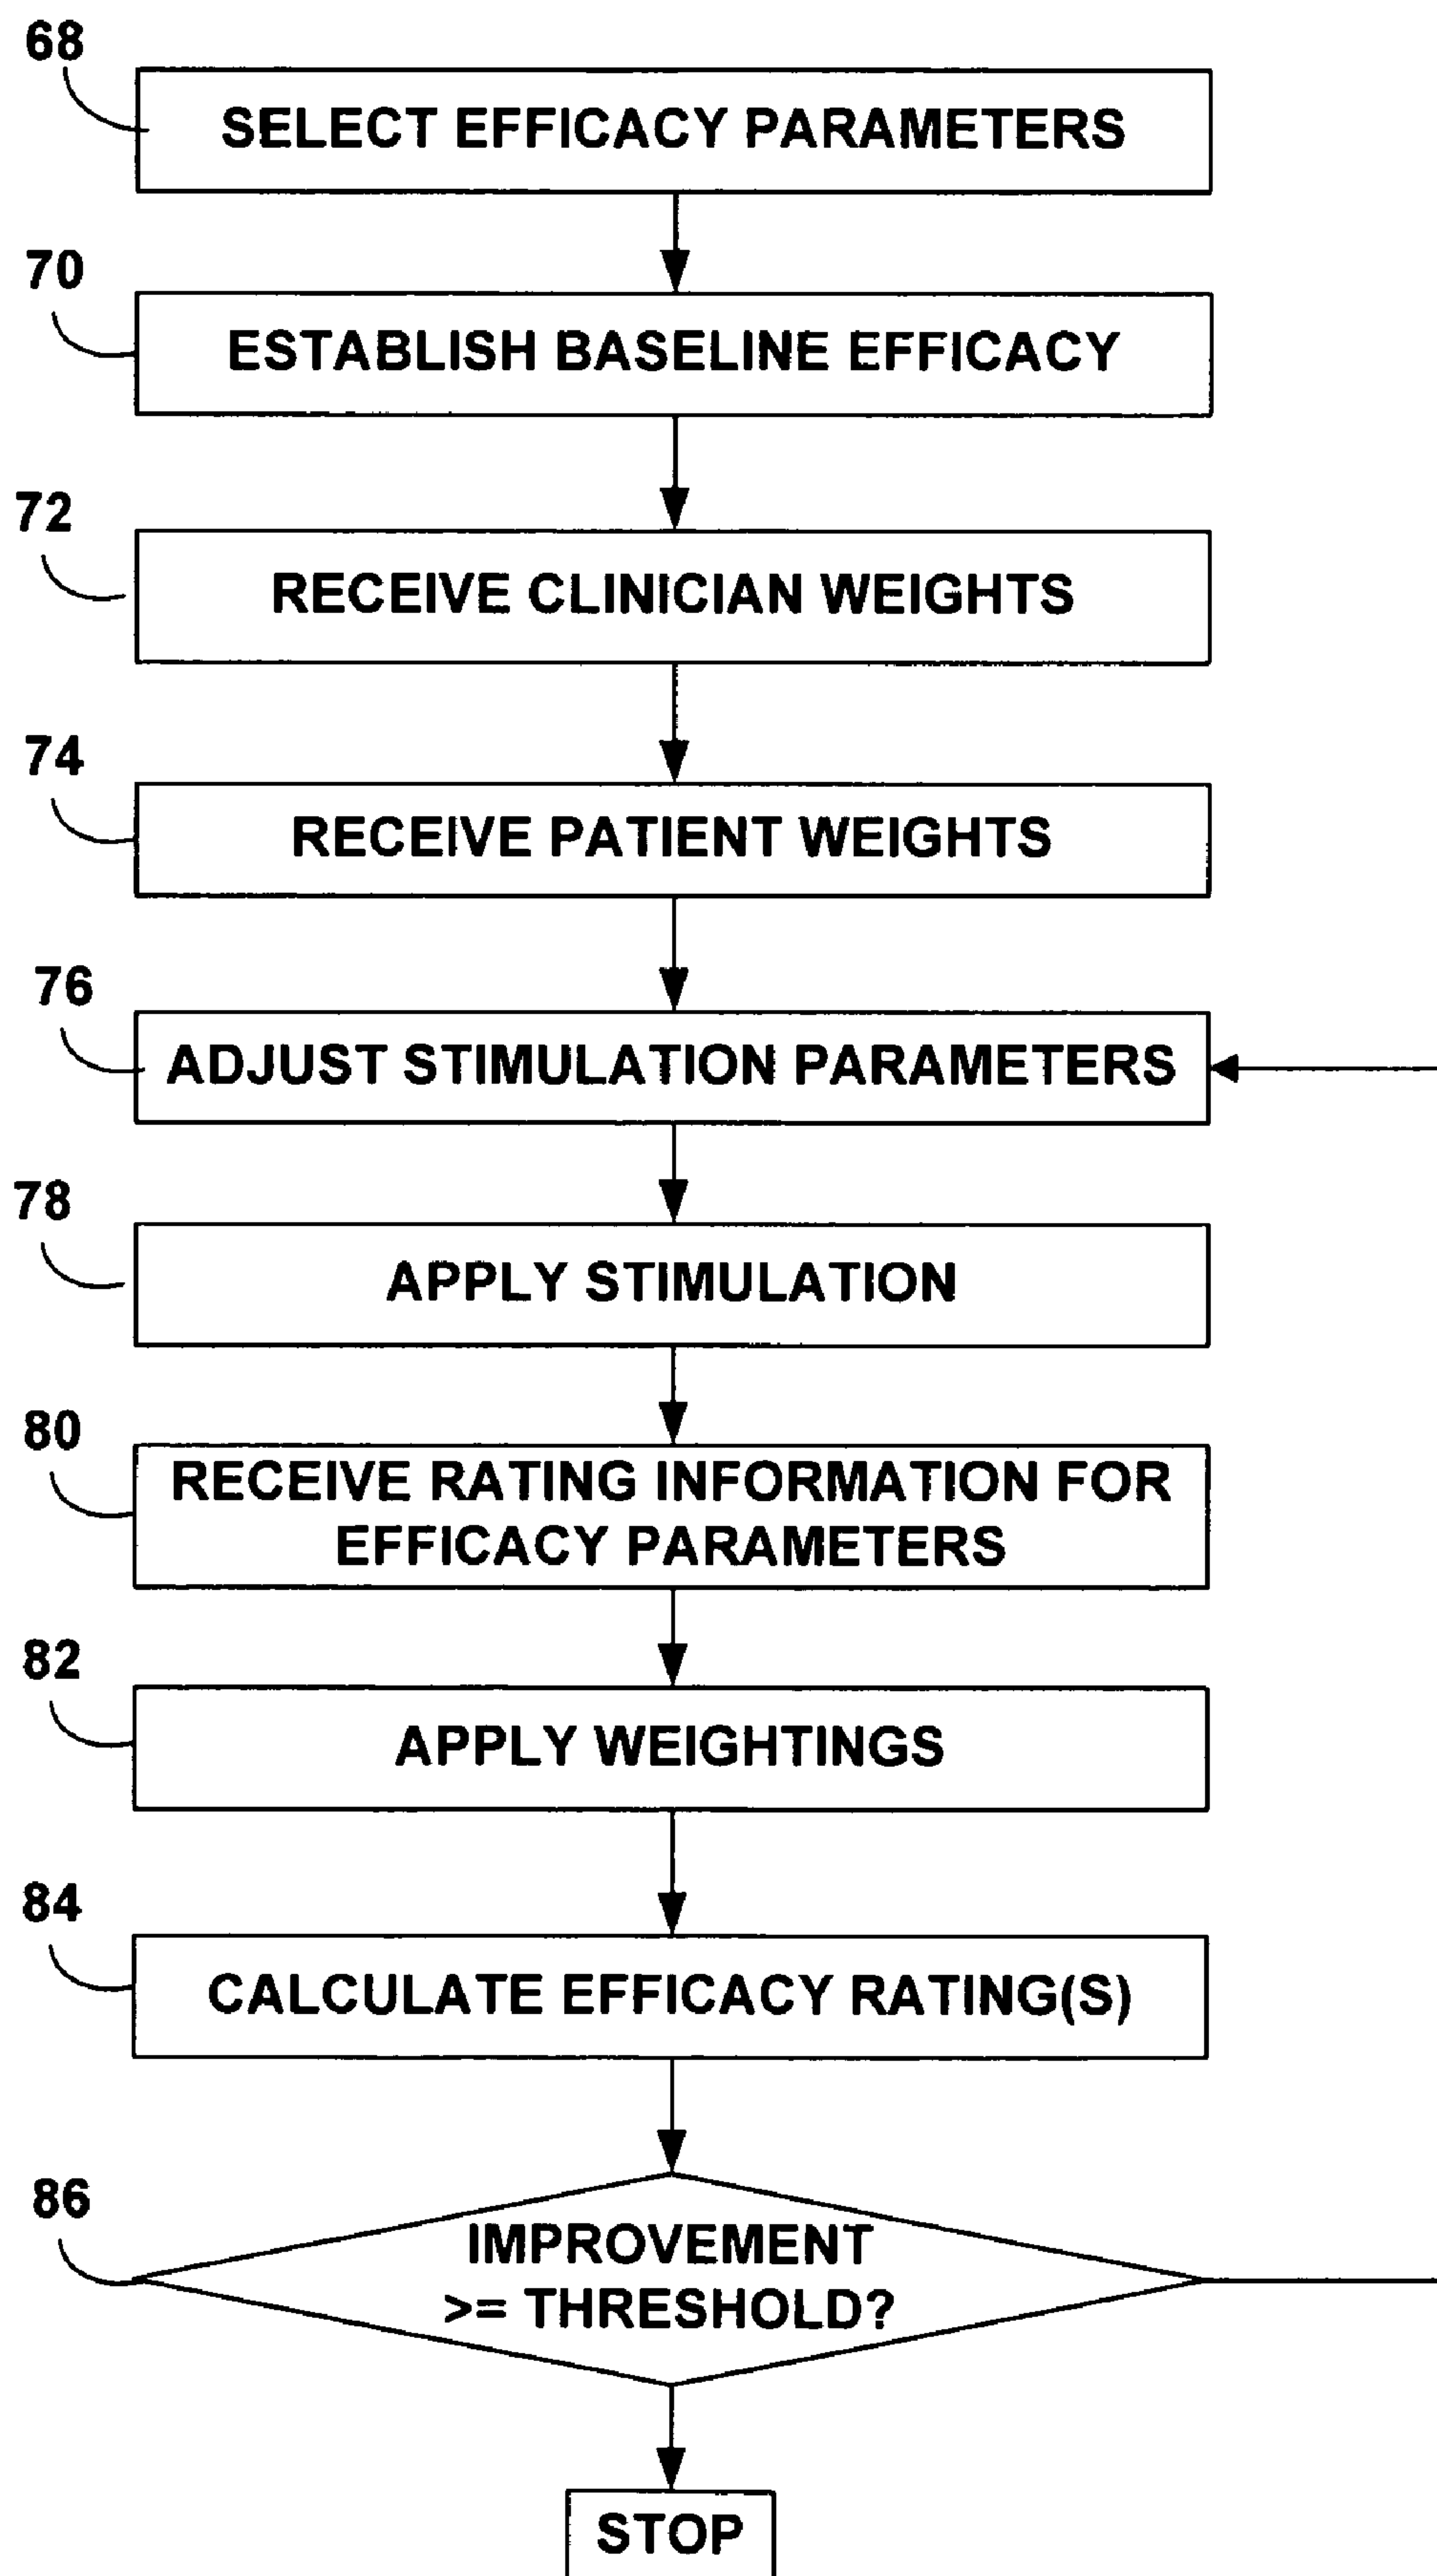 68
SELECT EFFICACY PARAMETERS
70
ESTABLISH BASELINE EFFICACY
72
RECEIVE CLINICIAN WEIGHTS
74
RECEIVE PATIENT WEIGHTS
76
ADJUST STIMULATION PARAMETERS
78
APPLY STIMULATION
80
RECEIVE RATING INFORMATION FOR
EFFICACY PARAMETERS
82
APPLY WEIGHTINGS
84
CALCULATE EFFICACY RATING(S)
86
IMPROVEMENT
>= THRESHOLD?
STOP